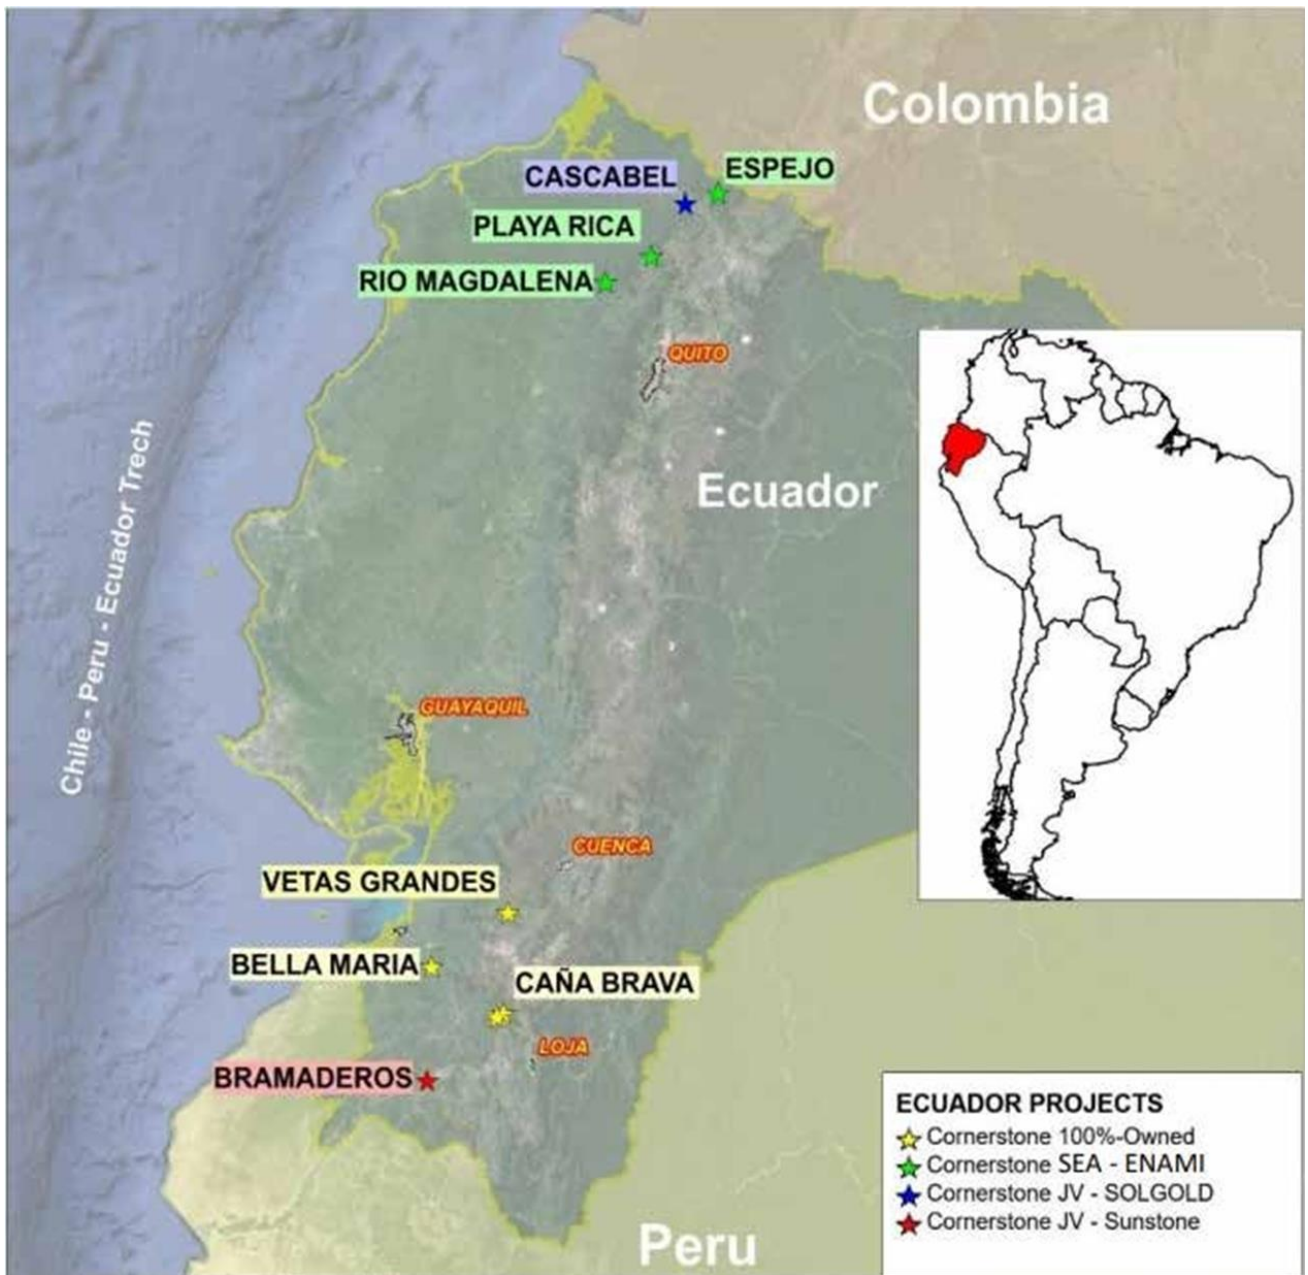 Colombia
ESPEJO
CASCABEL
PLAYA RICA
RIO MAGDALENA
QUITO
Ecuador
Chile - Peru - Ecuador Trech
GUAYAQUIL
CUENCA
VETAS GRANDES
BELLA MARIA
CAÑA BRAVA
LOJA
BRAMADEROS
ECUADOR PROJECTS
Cornerstone 100%-Owned
Cornerstone SEA - ENAMI
Cornerstone JV - SOLGOLD
Cornerstone JV - Sunstone
Peru